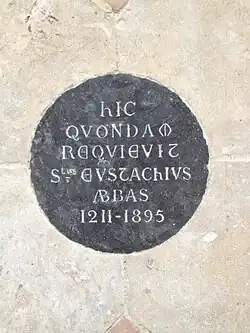 HIC
QVONDAM
REQVIEVIT
Stus EVSTACHIVS
ABBAS
1211-1895